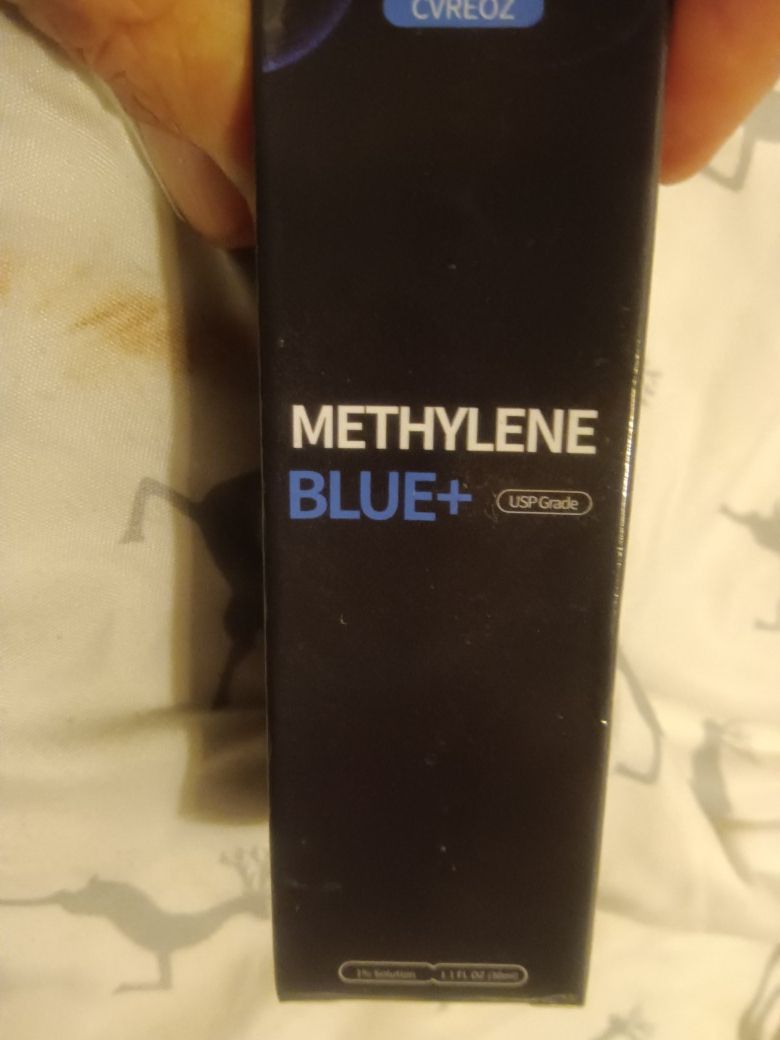 CVREOZ
METHYLENE
BLUE+ USP Grade
1% Solution 1.1 FL OZ (30ml)